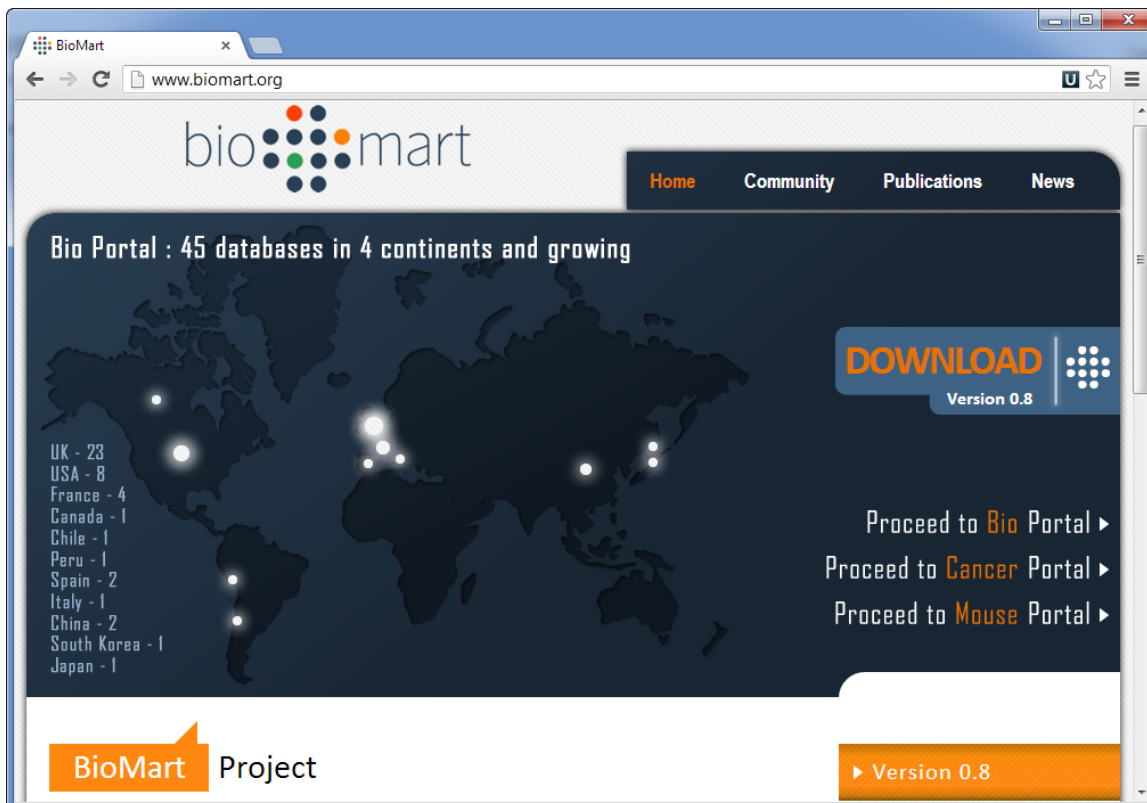 BioMart
www.biomart.org
bio mart
Home Community Publications News
Bio Portal : 45 databases in 4 continents and growing
DOWNLOAD
Version 0.8
UK - 23
USA - 8
France - 4
Canada - 1
Chile - 1
Peru - 1
Spain - 2
Italy - 1
China - 2
South Korea - 1
Japan - 1
Proceed to Bio Portal
Proceed to Cancer Portal
Proceed to Mouse Portal
BioMart Project
Version 0.8